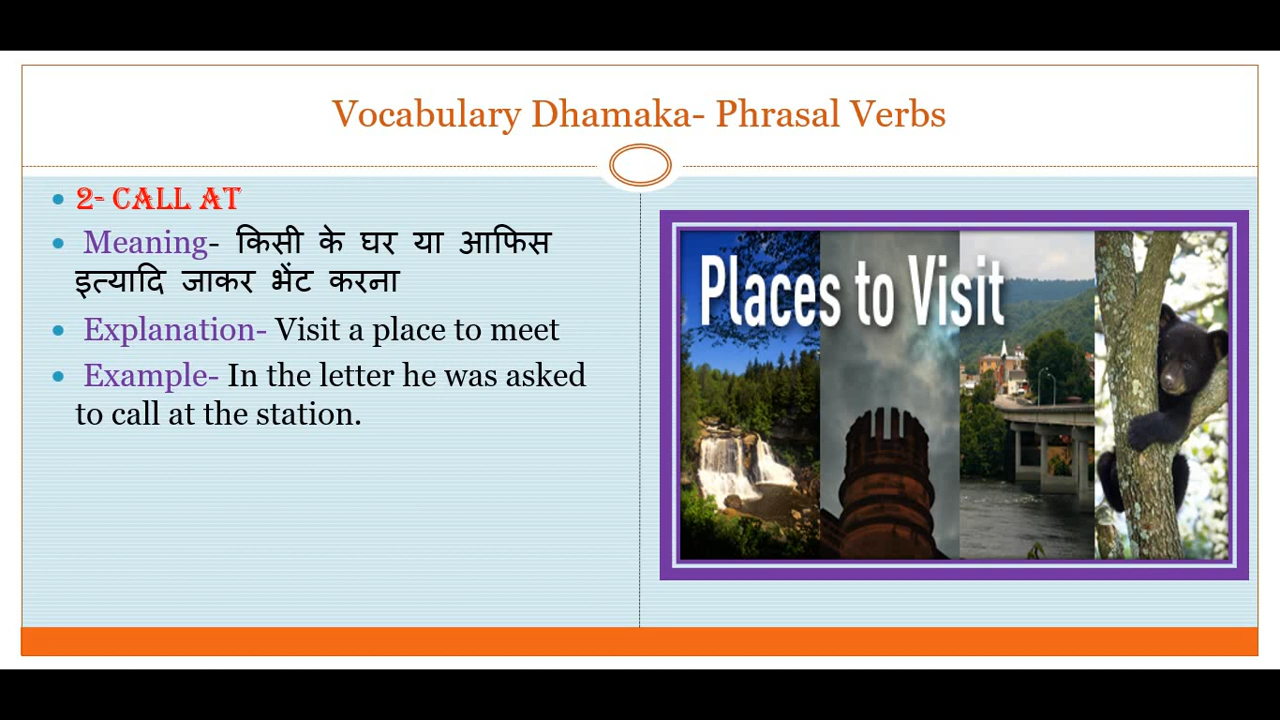 Vocabulary Dhamaka- Phrasal Verbs
2- CALL AT
Meaning- किसी के घर या आफिस
इत्यादि जाकर भेंट करना
Explanation- Visit a place to meet
Example- In the letter he was asked
to call at the station.
Places to Visit